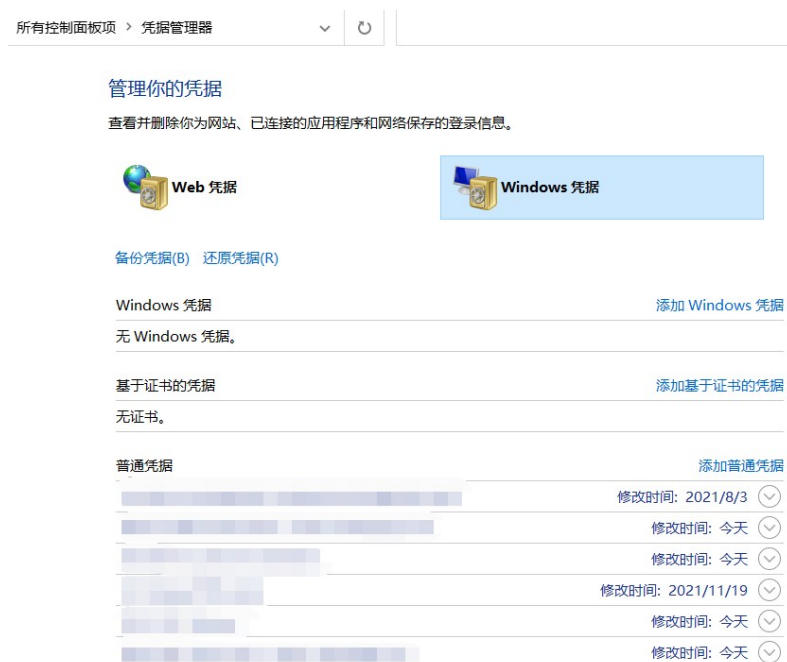 所有控制面板项 > 凭据管理器
管理你的凭据
查看并删除你为网站、已连接的应用程序和网络保存的登录信息。
Web 凭据 Windows 凭据
备份凭据(B) 还原凭据(R)
Windows 凭据 添加 Windows 凭据
无 Windows 凭据。
基于证书的凭据 添加基于证书的凭据
无证书。
普通凭据 添加普通凭据
修改时间: 2021/8/3
修改时间: 今天
修改时间: 今天
修改时间: 2021/11/19
修改时间: 今天
修改时间: 今天